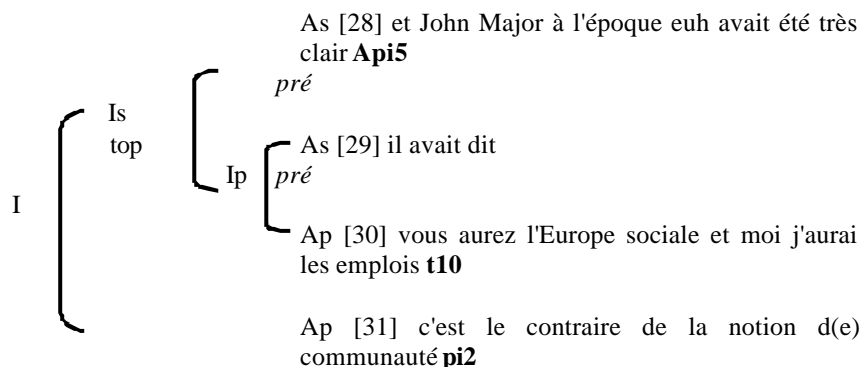 As [28] et John Major à l'époque euh avait été très
clair Api5
pré
Is
top
As [29] il avait dit
Ip pré
I
Ap [30] vous aurez l'Europe sociale et moi j'aurai
les emplois t10
Ap [31] c'est le contraire de la notion d(e)
communauté pi2